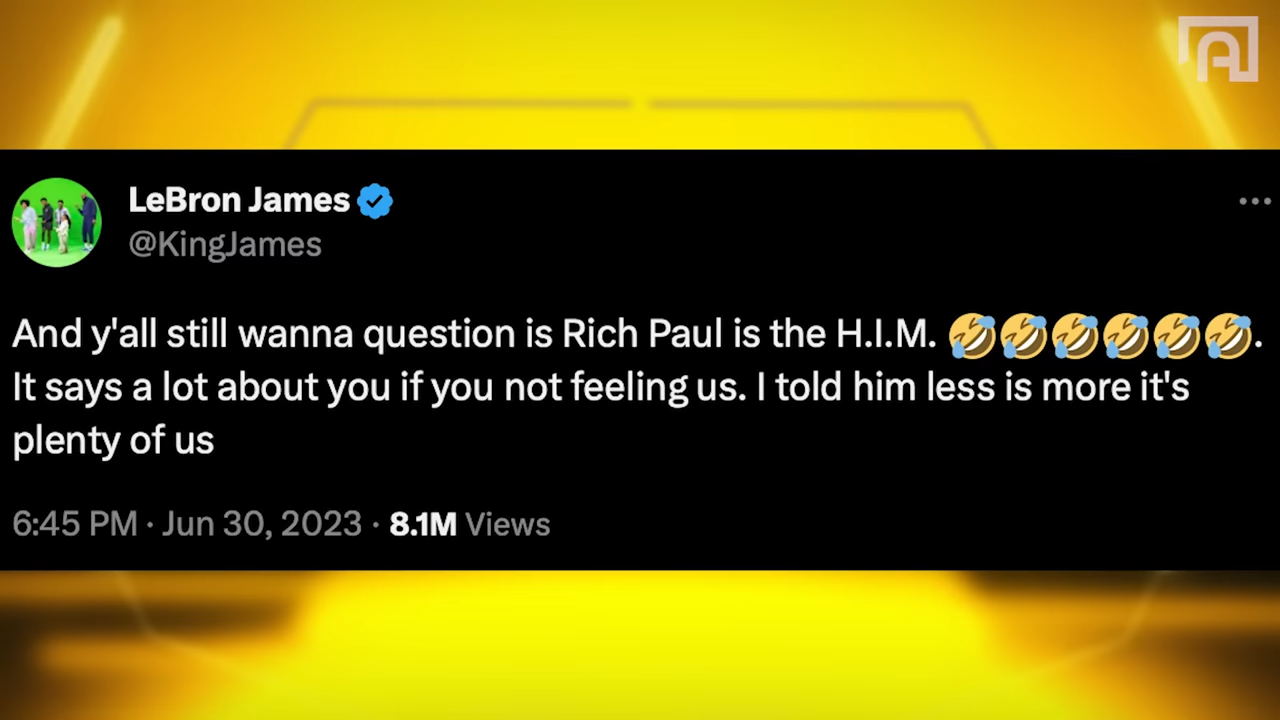 LeBron James
@KingJames
And y'all still wanna question is Rich Paul is the H.I.M. 🤣🤣🤣🤣🤣🤣.
It says a lot about you if you not feeling us. I told him less is more it's
plenty of us
6:45 PM · Jun 30, 2023 · 8.1M Views